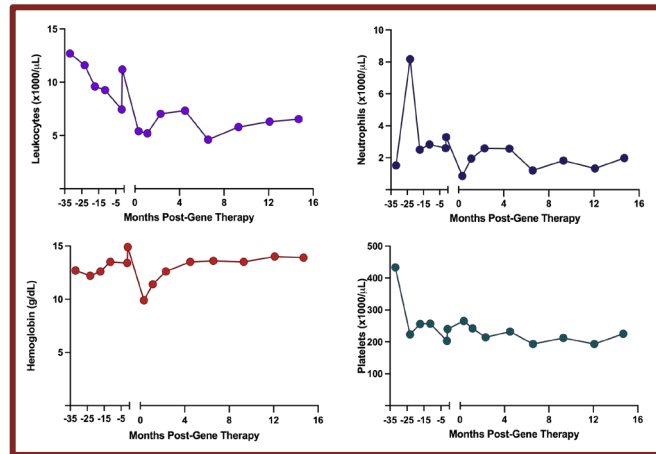 Leukocytes (x1000/µL)
15
10
5
-35 -25 -15 -5 0 4 8 12 16
Months Post-Gene Therapy
Neutrophils (x1000/µL)
10
8
6
4
2
0
-35 -25 -15 -5 0 4 8 12 16
Months Post-Gene Therapy
Hemoglobin (g/dL)
15
10
5
-35 -25 -15 -5 0 4 8 12 16
Months Post-Gene Therapy
Platelets (x1000/µL)
500
400
300
200
100
-35 -25 -15 -5 0 4 8 12 16
Months Post-Gene Therapy